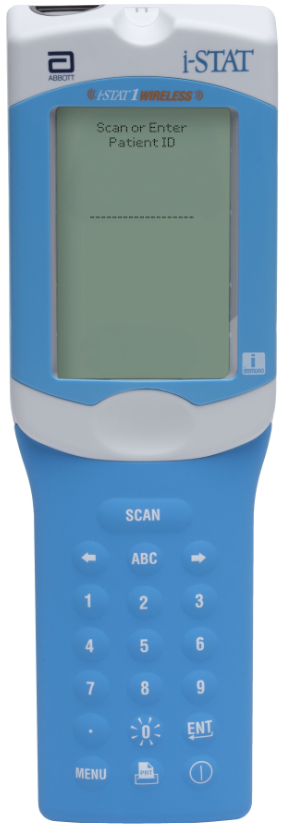 ABBOTT
i-STAT
i-STAT 1 WIRELESS
Scan or Enter
Patient ID
i
SCAN
ABC
1 2 3
4 5 6
7 8 9
. 0 ENT
MENU PRT